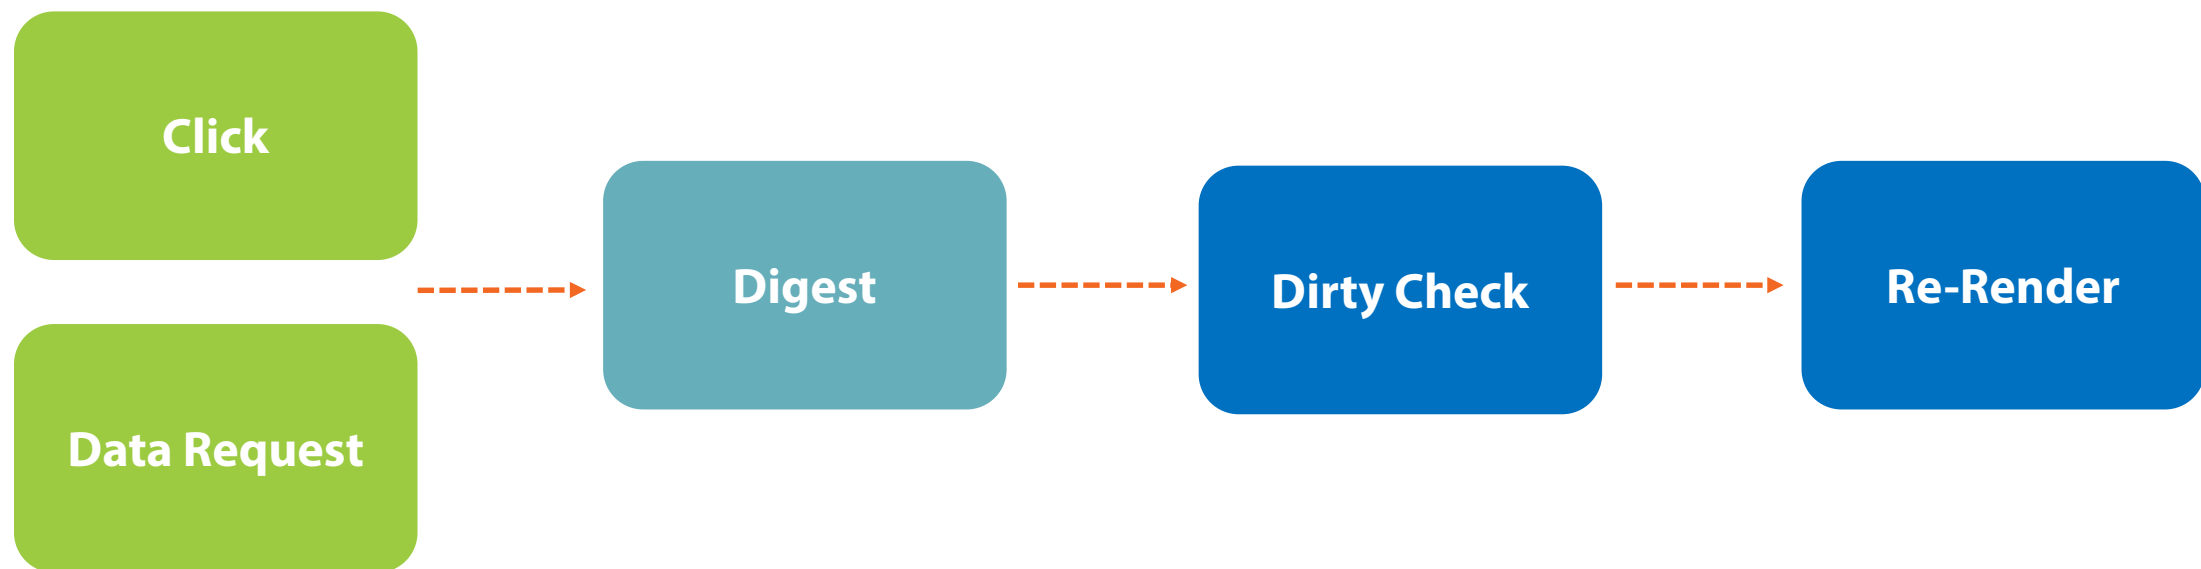 Click
Data Request
Digest
Dirty Check
Re-Render